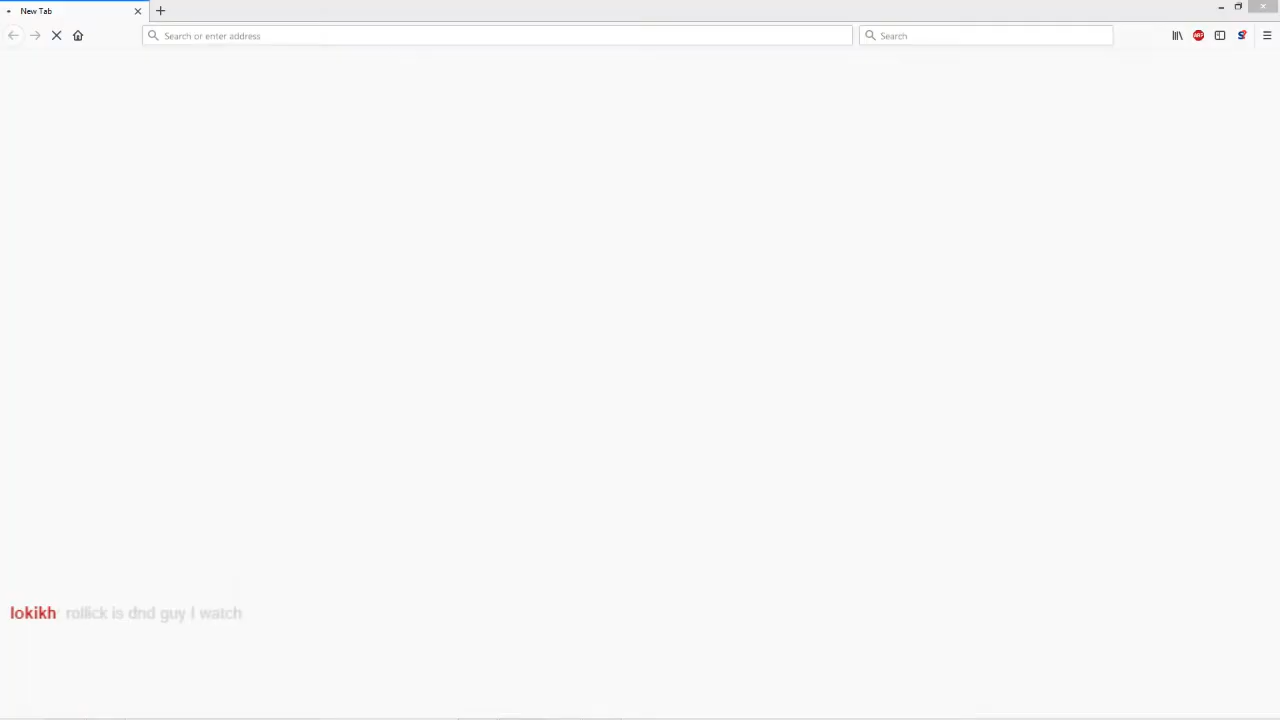 New Tab
Search or enter address
Search
lokikh rollick is dnd guy I watch